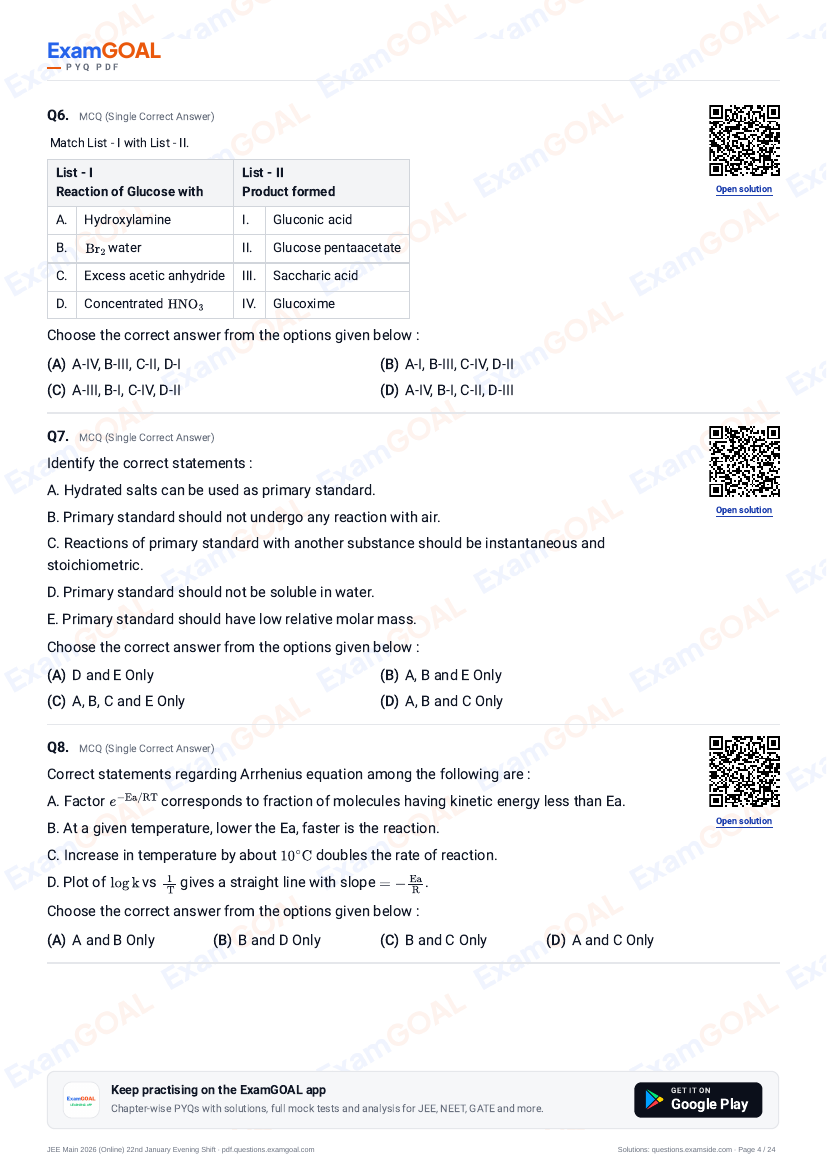 ExamGOAL
PYQ PDF
Q6. MCQ (Single Correct Answer)
Match List - I with List - II.
List - I List - II
Reaction of Glucose with Product formed
A. Hydroxylamine I. Gluconic acid
B. Br₂ water II. Glucose pentaacetate
C. Excess acetic anhydride III. Saccharic acid
D. Concentrated HNO₃ IV. Glucoxime
Open solution
Choose the correct answer from the options given below :
(A) A-IV, B-III, C-II, D-I (B) A-I, B-III, C-IV, D-II
(C) A-III, B-I, C-IV, D-II (D) A-IV, B-I, C-II, D-III
Q7. MCQ (Single Correct Answer)
Identify the correct statements :
A. Hydrated salts can be used as primary standard.
Open solution
B. Primary standard should not undergo any reaction with air.
C. Reactions of primary standard with another substance should be instantaneous and
stoichiometric.
D. Primary standard should not be soluble in water.
E. Primary standard should have low relative molar mass.
Choose the correct answer from the options given below :
(A) D and E Only (B) A, B and E Only
(C) A, B, C and E Only (D) A, B and C Only
Q8. MCQ (Single Correct Answer)
Correct statements regarding Arrhenius equation among the following are :
A. Factor e^(−Ea/RT) corresponds to fraction of molecules having kinetic energy less than Ea.
Open solution
B. At a given temperature, lower the Ea, faster is the reaction.
C. Increase in temperature by about 10°C doubles the rate of reaction.
D. Plot of log k vs 1/T gives a straight line with slope = −Ea/R.
Choose the correct answer from the options given below :
(A) A and B Only (B) B and D Only (C) B and C Only (D) A and C Only
Keep practising on the ExamGOAL app
Chapter-wise PYQs with solutions, full mock tests and analysis for JEE, NEET, GATE and more.
ExamGOAL
GET IT ON
Google Play
JEE Main 2026 (Online) 22nd January Evening Shift · pdf.questions.examgoal.com
Solutions: questions.examside.com · Page 4 / 24